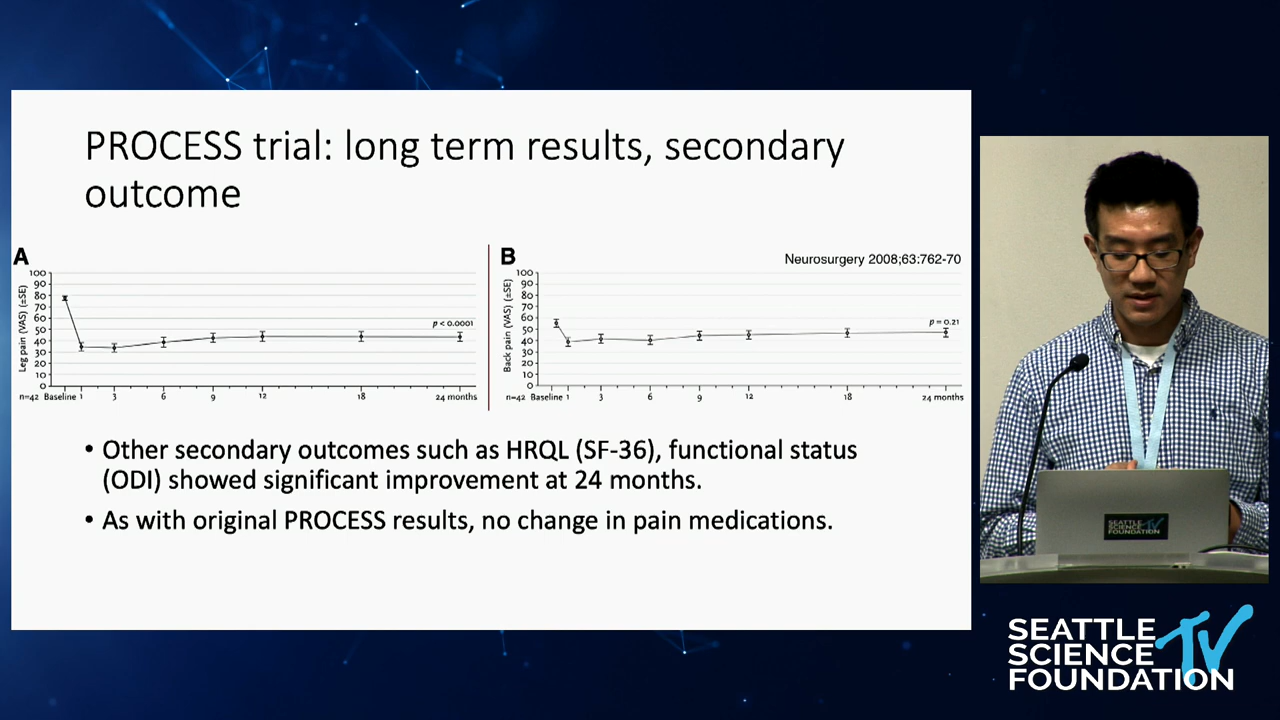 PROCESS trial: long term results, secondary
outcome
A
Leg pain (VAS) (±SE)
100
90
80
70
60
50
40
30
20
10
0
p < 0.0001
n=42 Baseline 1 3 6 9 12 18 24 months
B
Neurosurgery 2008;63:762-70
Back pain (VAS) (±SE)
100
90
80
70
60
50
40
30
20
10
0
p = 0.21
n=42 Baseline 1 3 6 9 12 18 24 months
• Other secondary outcomes such as HRQL (SF-36), functional status
(ODI) showed significant improvement at 24 months.
• As with original PROCESS results, no change in pain medications.
SEATTLE
SCIENCE
FOUNDATION
TV
SEATTLE
SCIENCE
FOUNDATION
TV